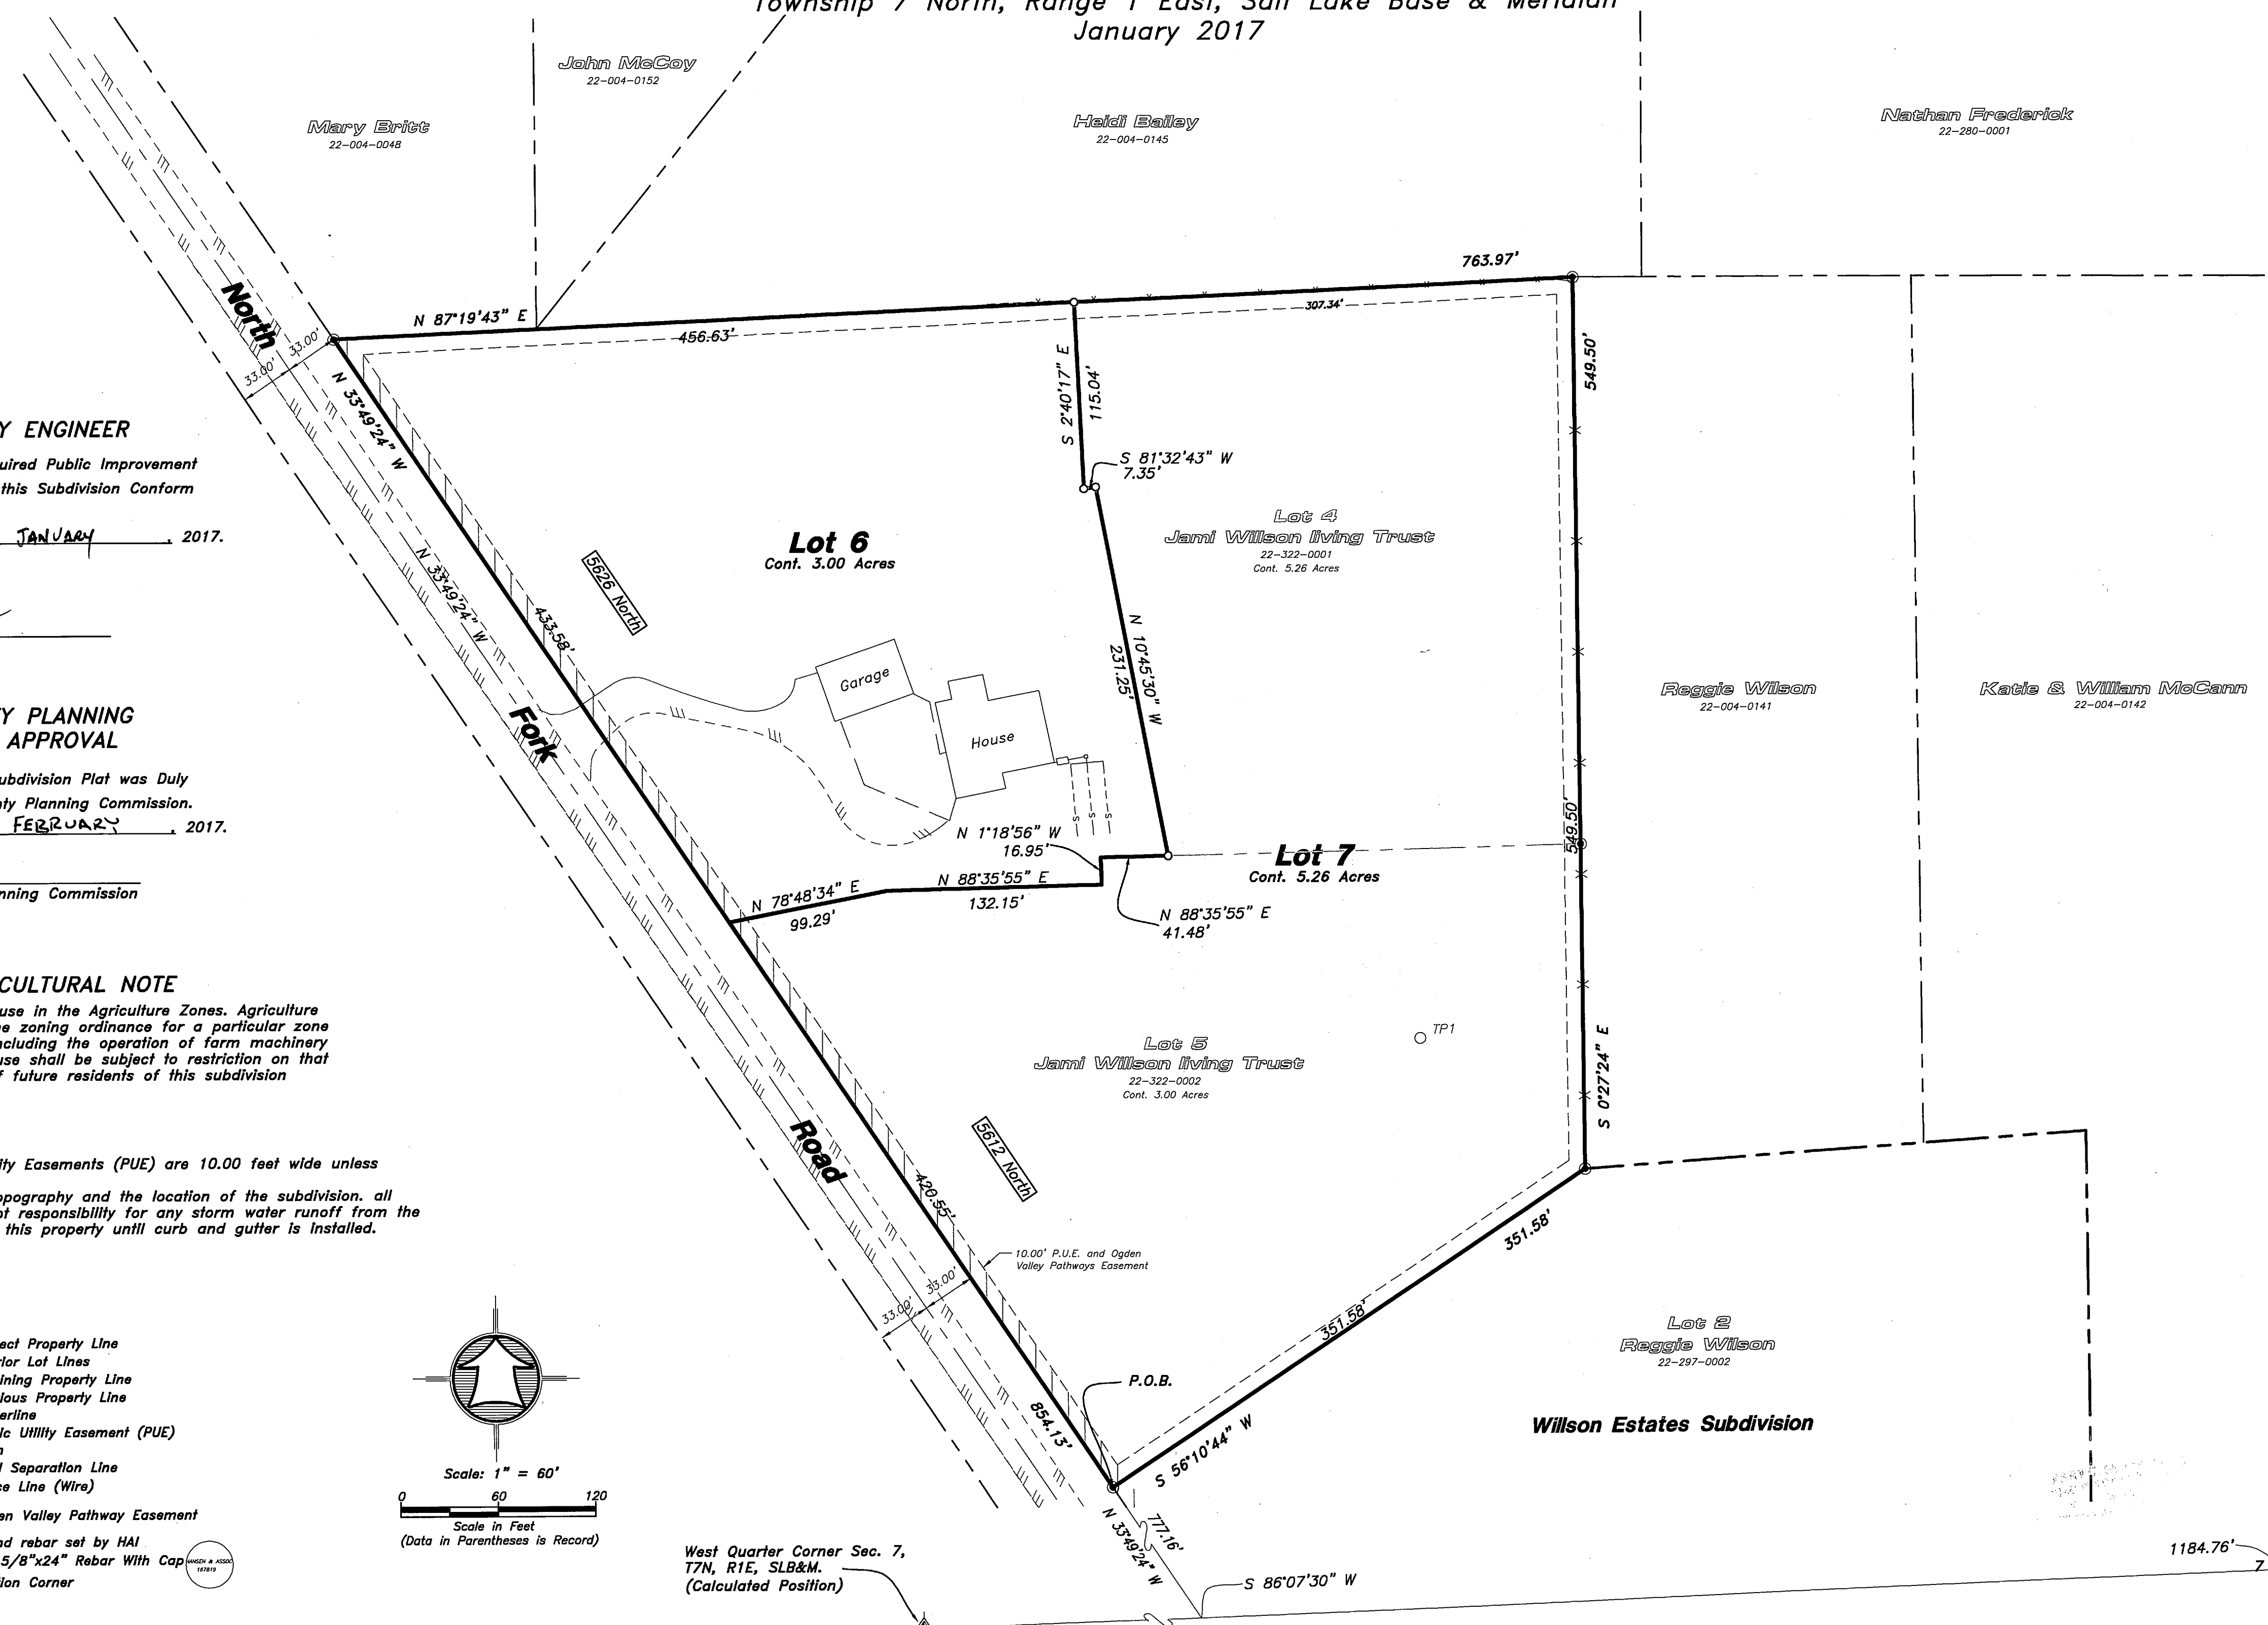 Township 7 North, Range 1 East, Salt Lake Base & Meridian
January 2017
John McCoy
22-004-0152
Mary Britt
22-004-0048
Heidi Bailey
22-004-0145
Nathan Frederick
22-280-0001
763.97'
307.34'
N 87°19'43" E
456.63'
North
33.00'
33.00'
N 33°49'24" W
N 33°49'24" W
S 2°40'17" E
115.04'
S 81°32'43" W
7.35'
549.50'
Y ENGINEER
uired Public Improvement
this Subdivision Conform
JANUARY , 2017.
Lot 6
Cont. 3.00 Acres
Lot 4
Jami Willson living Trust
22-322-0001
Cont. 5.26 Acres
5626 North
433.58'
Garage
House
N 10°45'30" W
231.25'
Reggie Wilson
22-004-0141
Katie & William McCann
22-004-0142
Fork
TY PLANNING
APPROVAL
ubdivision Plat was Duly
nty Planning Commission.
FEBRUARY , 2017.
nning Commission
S S S
N 1°18'56" W
16.95'
549.50'
Lot 7
Cont. 5.26 Acres
N 78°48'34" E
99.29'
N 88°35'55" E
132.15'
N 88°35'55" E
41.48'
CULTURAL NOTE
use in the Agriculture Zones. Agriculture
e zoning ordinance for a particular zone
ncluding the operation of farm machinery
use shall be subject to restriction on that
f future residents of this subdivision
Lot 5
Jami Willson living Trust
22-322-0002
Cont. 3.00 Acres
TP1
S 0°27'24" E
5612 North
Road
420.55'
ity Easements (PUE) are 10.00 feet wide unless
opography and the location of the subdivision. all
pt responsibility for any storm water runoff from the
this property until curb and gutter is installed.
10.00' P.U.E. and Ogden
Valley Pathways Easement
33.00'
33.00'
351.58'
351.58'
Lot 2
Reggie Wilson
22-297-0002
P.O.B.
854.13'
S 56°10'44" W
Willson Estates Subdivision
ect Property Line
rior Lot Lines
ining Property Line
ious Property Line
erline
ic Utility Easement (PUE)
l Separation Line
ce Line (Wire)
en Valley Pathway Easement
nd rebar set by HAI
5/8"x24" Rebar With Cap
HANSEN & ASSOC
167819
tion Corner
Scale: 1" = 60'
0 60 120
Scale in Feet
(Data in Parentheses is Record)
West Quarter Corner Sec. 7,
T7N, R1E, SLB&M.
(Calculated Position)
N 33°49'24" W
777.16'
S 86°07'30" W
1184.76'
7